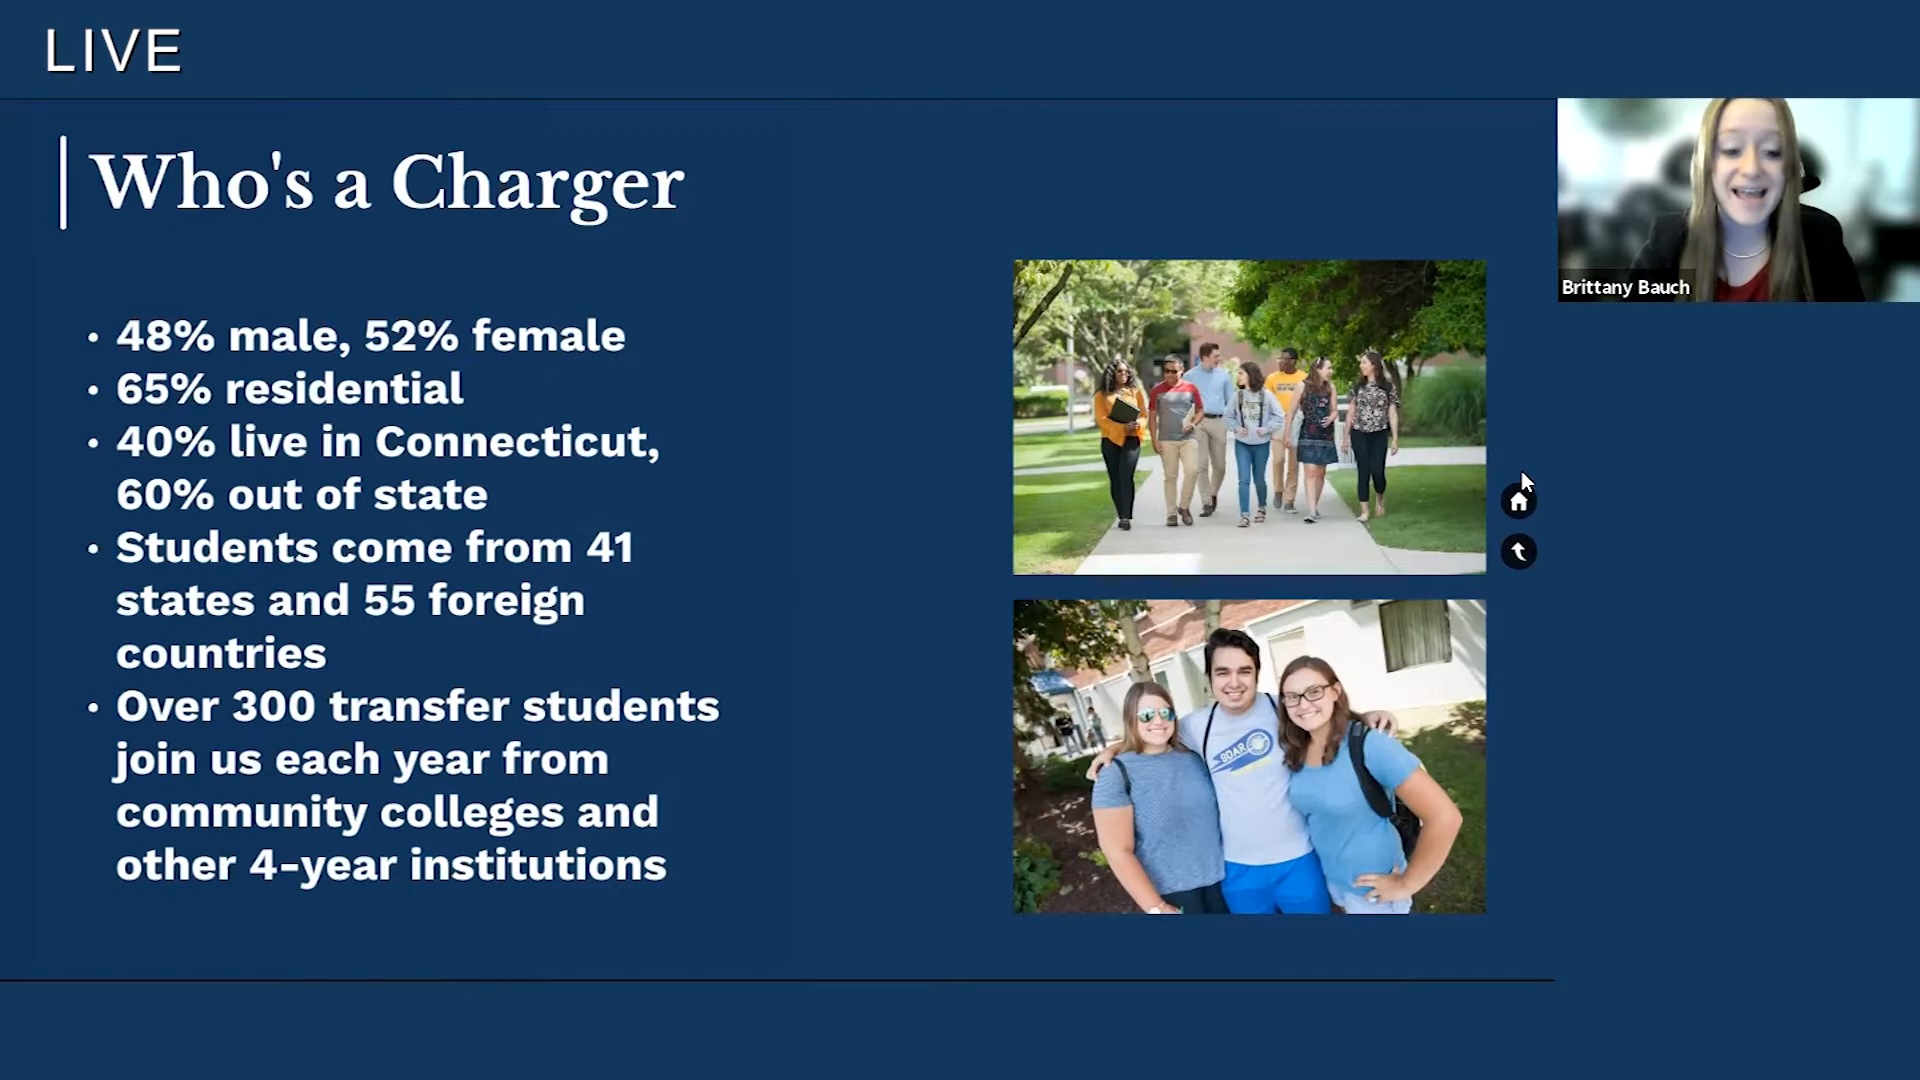 LIVE
Who's a Charger
• 48% male, 52% female
• 65% residential
• 40% live in Connecticut,
60% out of state
• Students come from 41
states and 55 foreign
countries
• Over 300 transfer students
join us each year from
community colleges and
other 4-year institutions
Brittany Bauch
SOAR